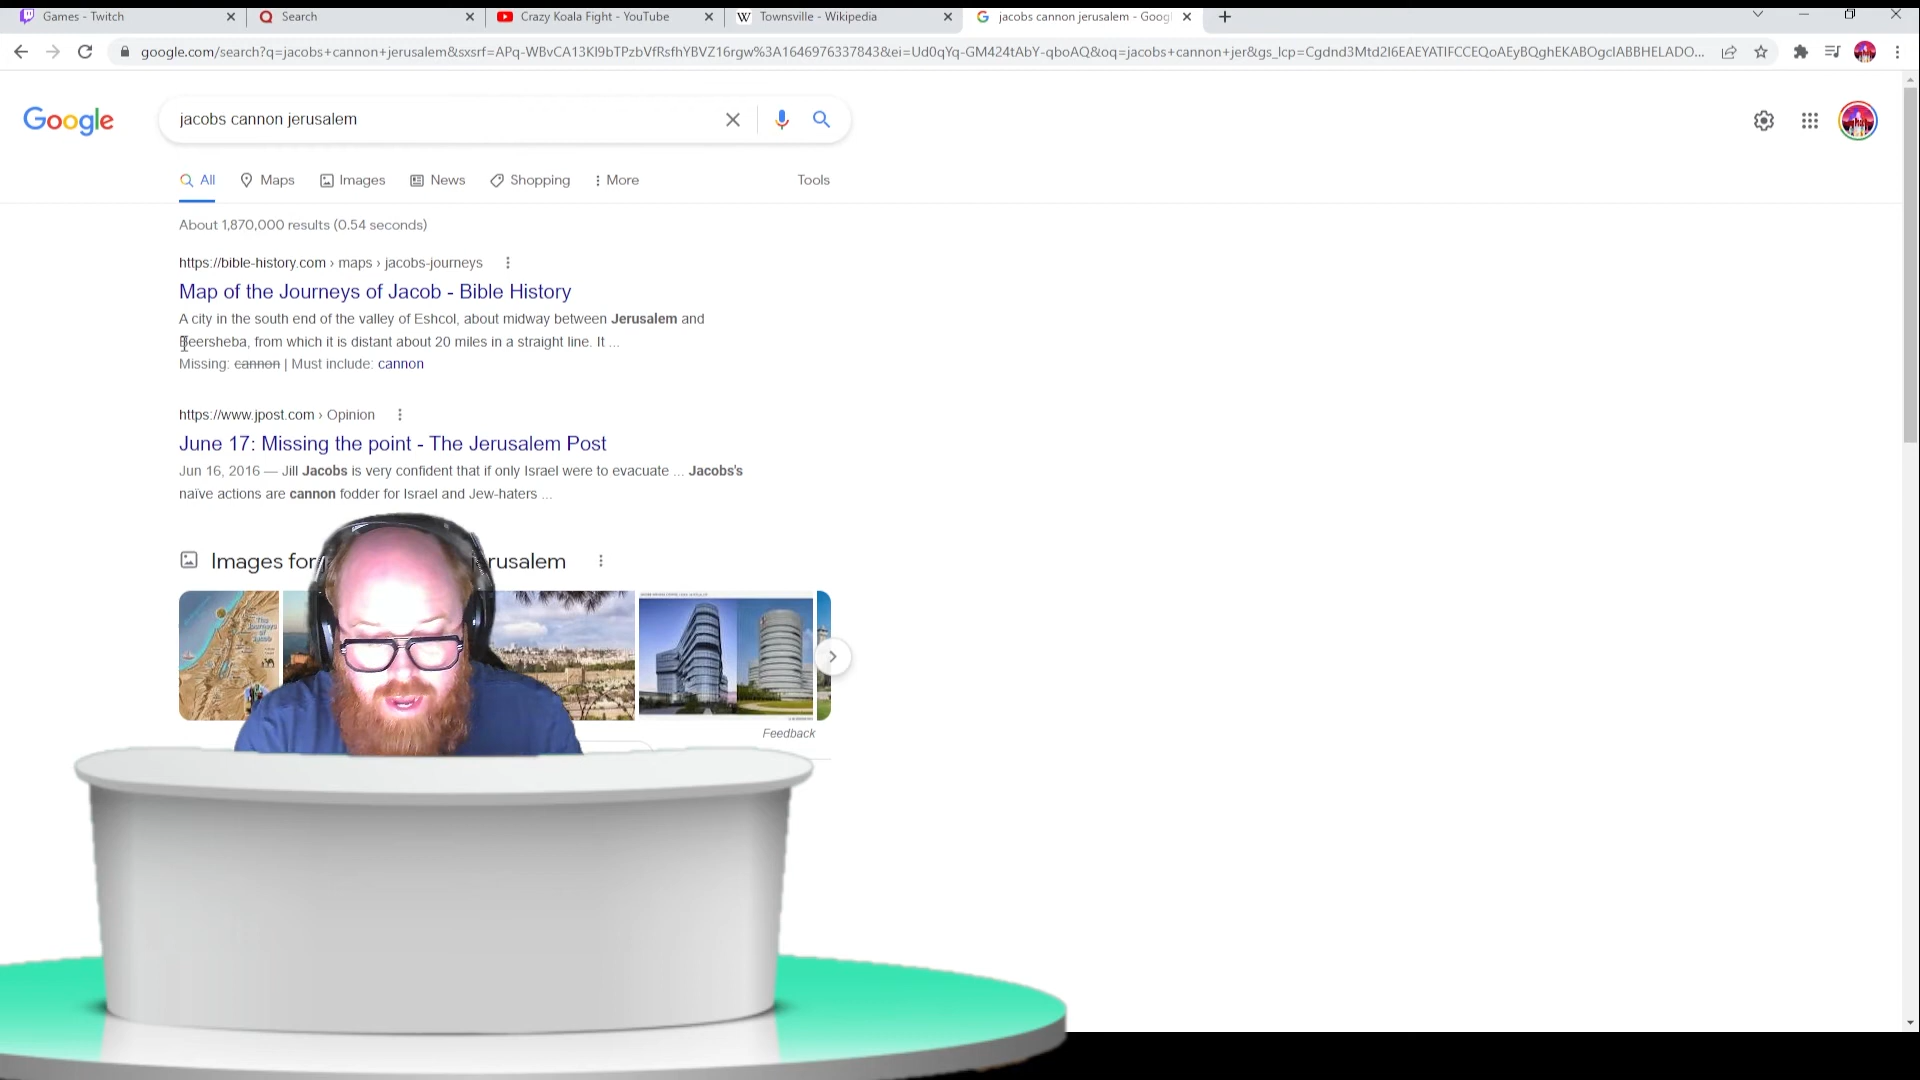 Games - Twitch
Search
Crazy Koala Fight - YouTube
W Townsville - Wikipedia
jacobs cannon jerusalem - Goog
google.com/search?q=jacobs+cannon+jerusalem&sxsrf=APq-WBvCA13Kl9bTPzbVfRsfhYBVZ16rgw%3A1646976337843&ei=Ud0qYq-GM424tAbY-qboAQ&oq=jacobs+cannon+jer&gs_lcp=Cgdnd3Mtd2l6EAEYATIFCCEQoAEyBQghEKABOgcIABBHELADO...
Google
jacobs cannon jerusalem
All
Maps
Images
News
Shopping
More
Tools
About 1,870,000 results (0.54 seconds)
https://bible-history.com › maps › jacobs-journeys
Map of the Journeys of Jacob - Bible History
A city in the south end of the valley of Eshcol, about midway between Jerusalem and
Beersheba, from which it is distant about 20 miles in a straight line. It ...
Missing: cannon | Must include: cannon
https://www.jpost.com › Opinion
June 17: Missing the point - The Jerusalem Post
Jun 16, 2016 — Jill Jacobs is very confident that if only Israel were to evacuate ... Jacobs's
naïve actions are cannon fodder for Israel and Jew-haters ...
Images for rusalem
The
Journeys
of
Jacob
Feedback